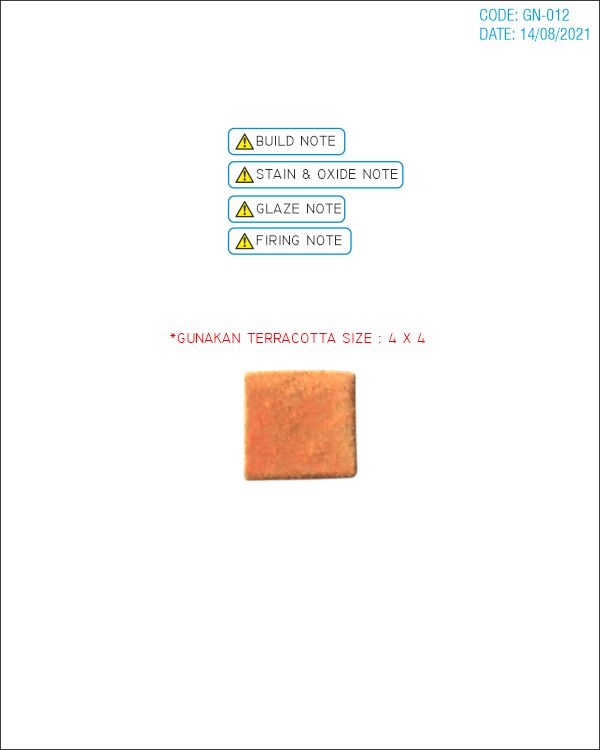 CODE: GN-012
DATE: 14/08/2021
BUILD NOTE
STAIN & OXIDE NOTE
GLAZE NOTE
FIRING NOTE
*GUNAKAN TERRACOTTA SIZE : 4 X 4